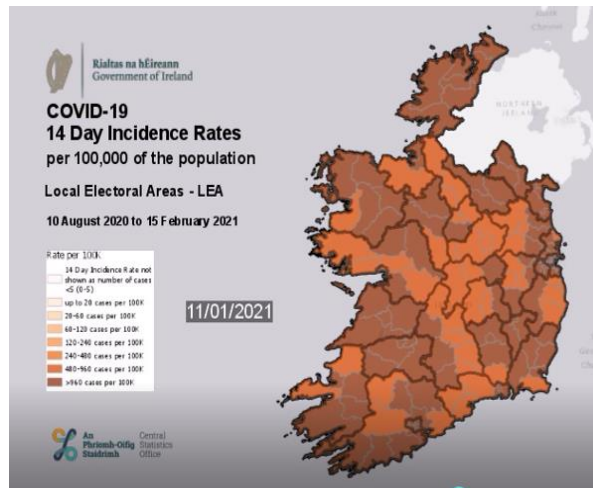 Rialtas na hÉireann
Government of Ireland
COVID-19
14 Day Incidence Rates
per 100,000 of the population
Local Electoral Areas - LEA
10 August 2020 to 15 February 2021
Rate per 100K
14 Day Incidence Rate not
shown as number of cases
<5 (0-5)
up to 20 cases per 100K
20-60 cases per 100K
60-120 cases per 100K
120-240 cases per 100K
240-480 cases per 100K
480-960 cases per 100K
>960 cases per 100K
11/01/2021
NORTHERN
IRELAND
An
Phríomh-Oifig
Staidrimh
Central
Statistics
Office